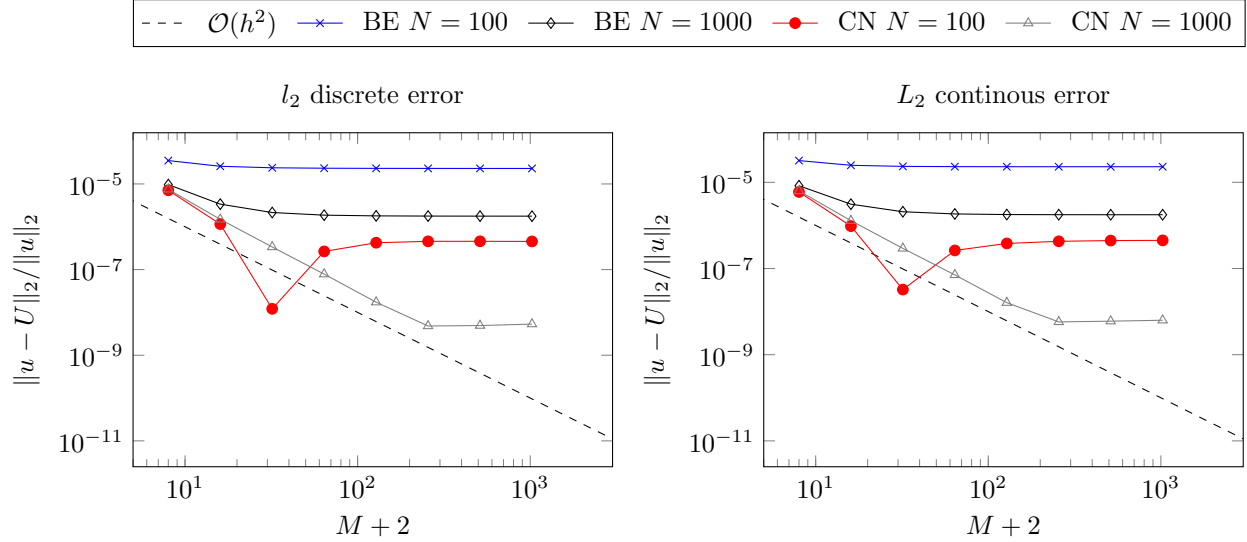 O(h²) BE N = 100 BE N = 1000 CN N = 100 CN N = 1000
l₂ discrete error
‖u − U‖₂/‖u‖₂
10⁻⁵
10⁻⁷
10⁻⁹
10⁻¹¹
10¹ 10² 10³
M + 2
L₂ continous error
‖u − U‖₂/‖u‖₂
10⁻⁵
10⁻⁷
10⁻⁹
10⁻¹¹
10¹ 10² 10³
M + 2